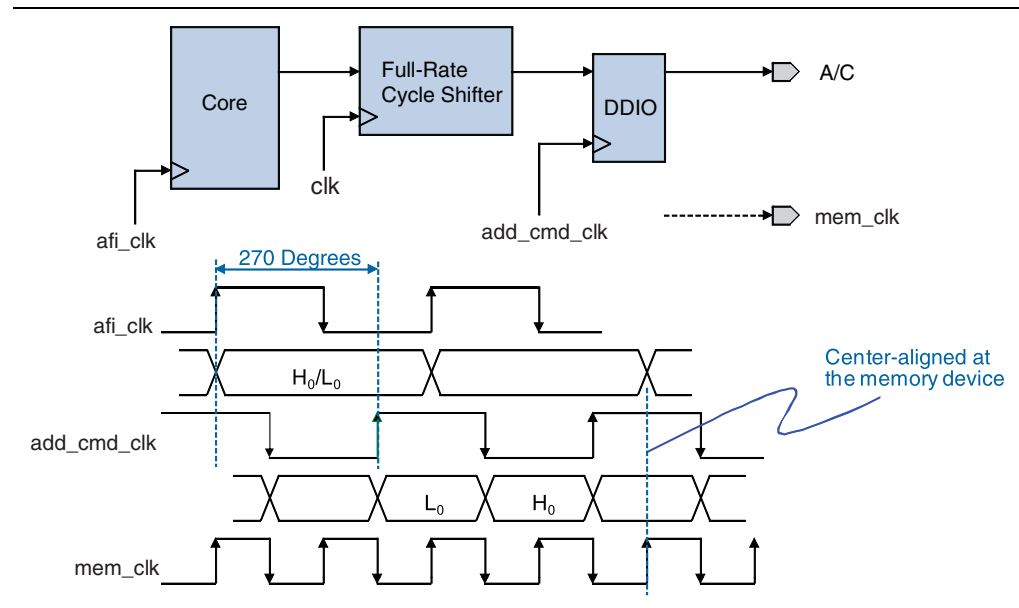 Core
Full-Rate
Cycle Shifter
DDIO
A/C
clk
afi_clk
add_cmd_clk
mem_clk
270 Degrees
afi_clk
H₀/L₀
Center-aligned at
the memory device
add_cmd_clk
L₀
H₀
mem_clk